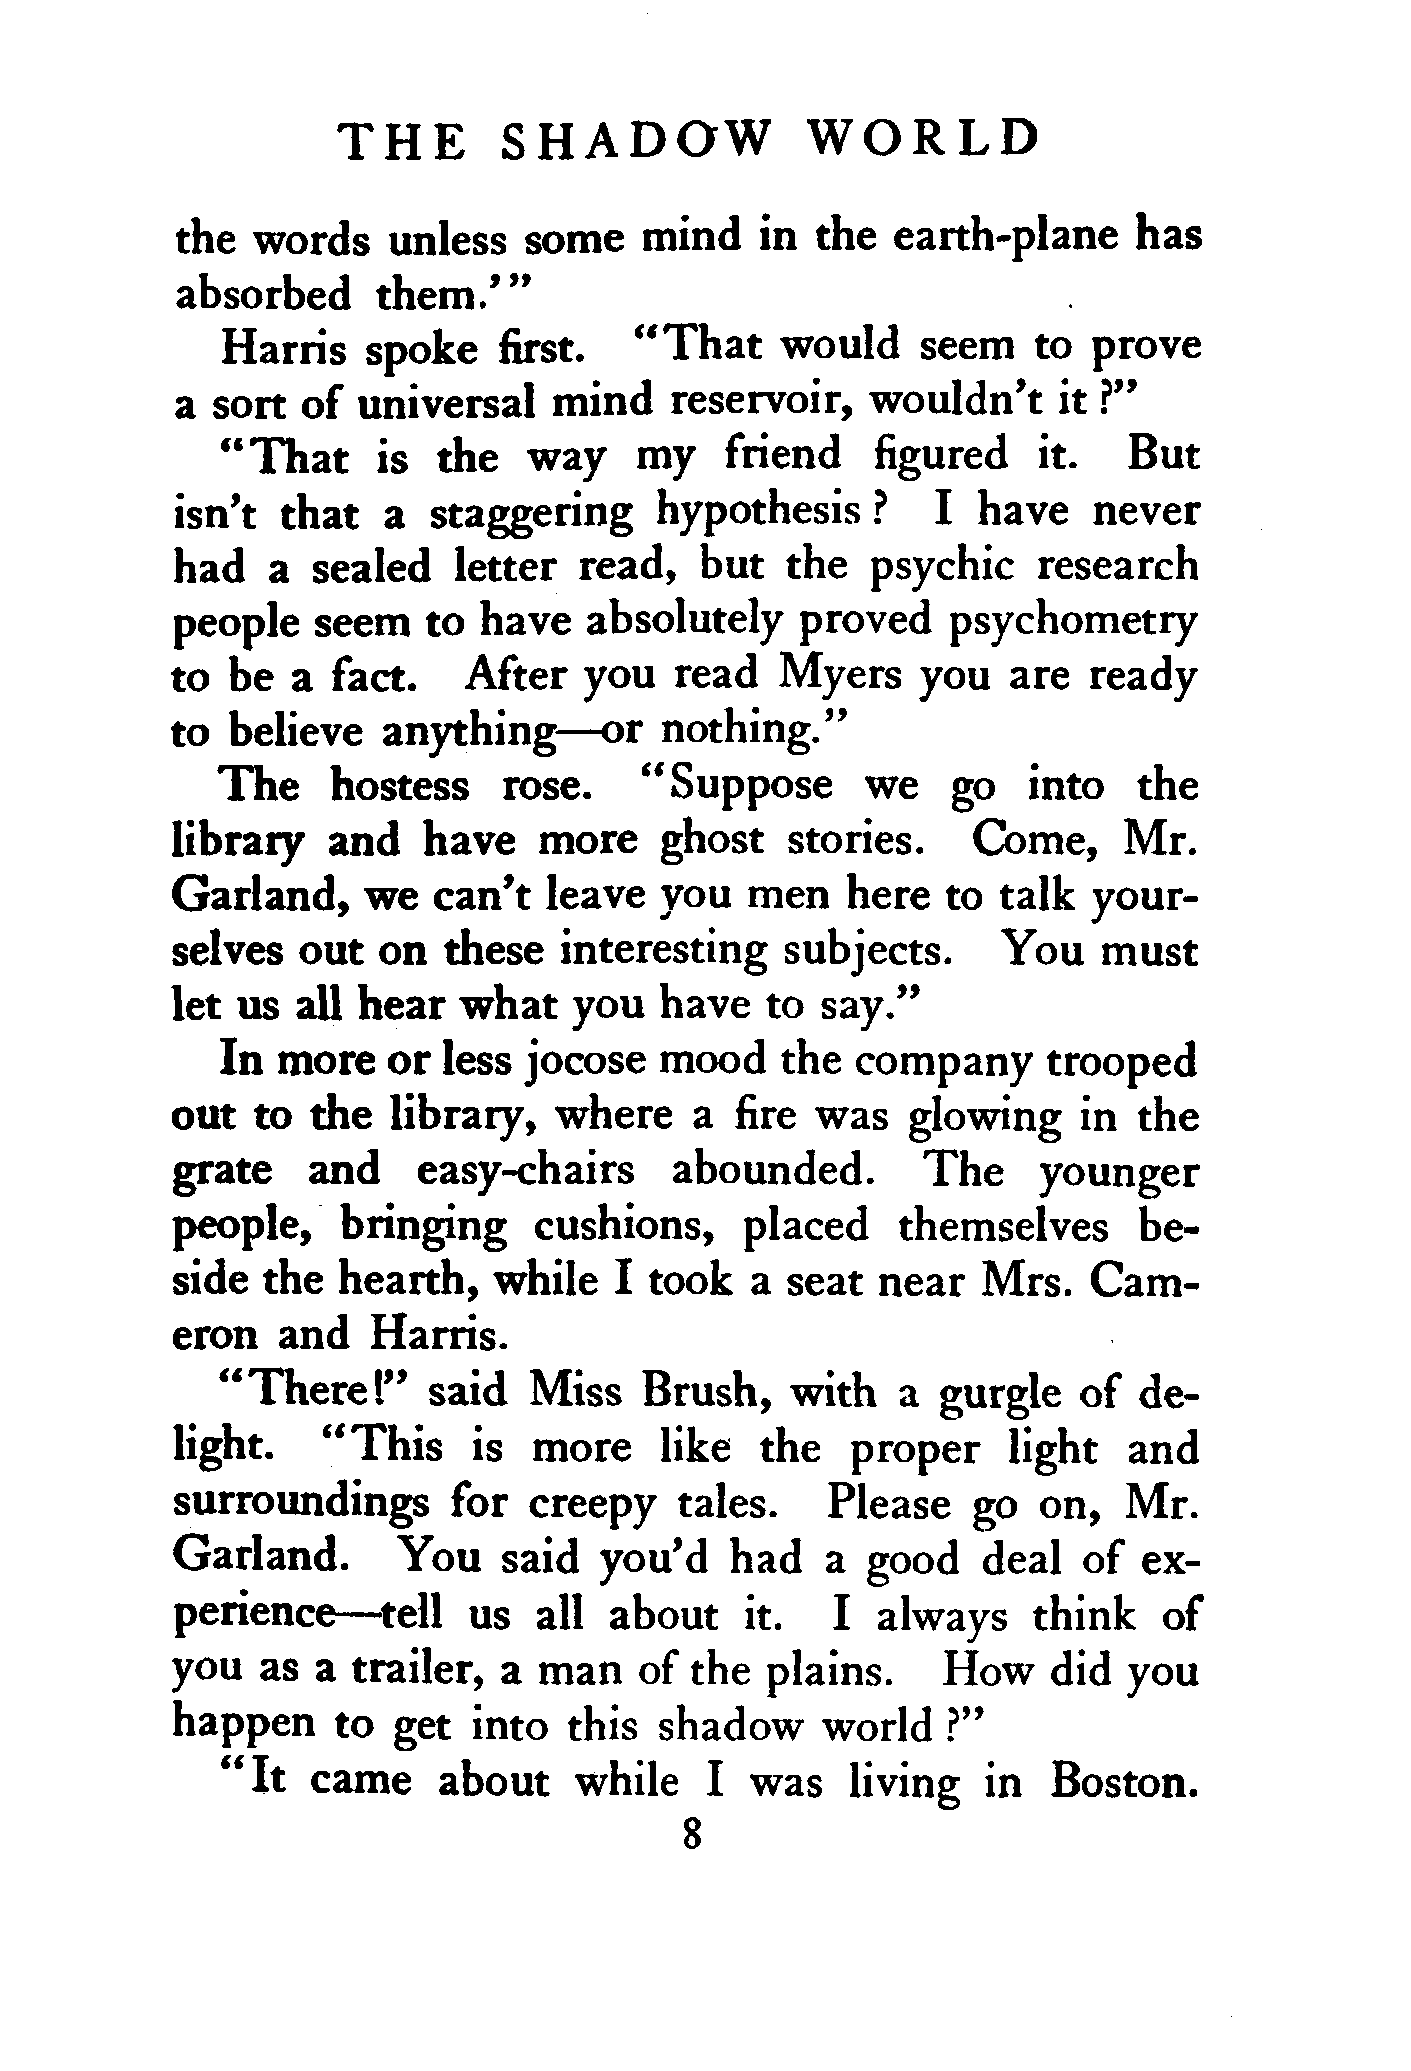 THE SHADOW WORLD
the words unless some mind in the earth-plane has
absorbed them.'"
Harris spoke first. "That would seem to prove
a sort of universal mind reservoir, wouldn't it?"
"That is the way my friend figured it. But
isn't that a staggering hypothesis? I have never
had a sealed letter read, but the psychic research
people seem to have absolutely proved psychometry
to be a fact. After you read Myers you are ready
to believe anything—or nothing."
The hostess rose. "Suppose we go into the
library and have more ghost stories. Come, Mr.
Garland, we can't leave you men here to talk your-
selves out on these interesting subjects. You must
let us all hear what you have to say."
In more or less jocose mood the company trooped
out to the library, where a fire was glowing in the
grate and easy-chairs abounded. The younger
people, bringing cushions, placed themselves be-
side the hearth, while I took a seat near Mrs. Cam-
eron and Harris.
"There!" said Miss Brush, with a gurgle of de-
light. "This is more like the proper light and
surroundings for creepy tales. Please go on, Mr.
Garland. You said you'd had a good deal of ex-
perience—tell us all about it. I always think of
you as a trailer, a man of the plains. How did you
happen to get into this shadow world?"
"It came about while I was living in Boston.
8